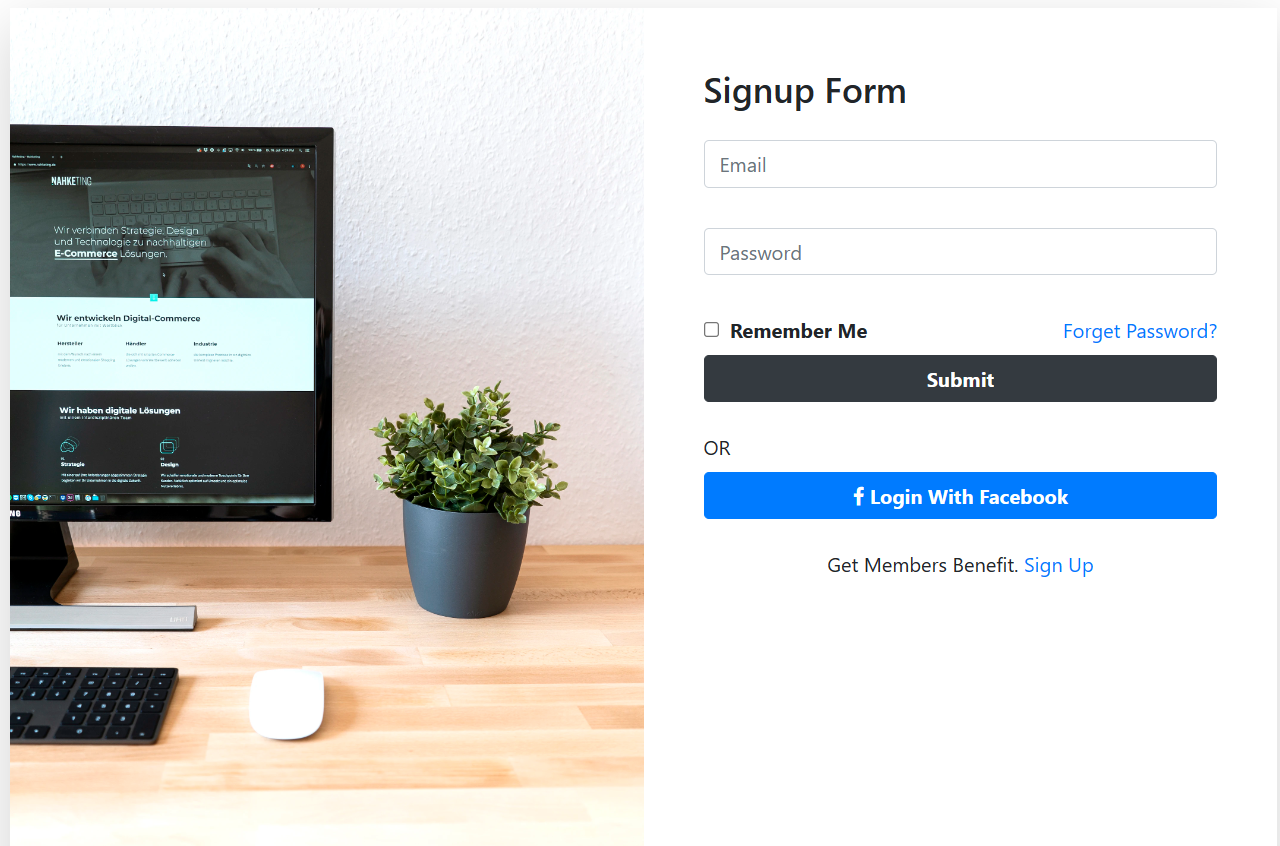 NAHKETING
Wir verbinden Strategie, Design
und Technologie zu nachhaltigen
E-Commerce Lösungen.
Wir entwickeln Digital-Commerce
Hersteller
Händler
Industrie
Wir haben digitale Lösungen
Strategie
Design
Signup Form
Email
Password
Remember Me
Forget Password?
Submit
OR
Login With Facebook
Get Members Benefit. Sign Up